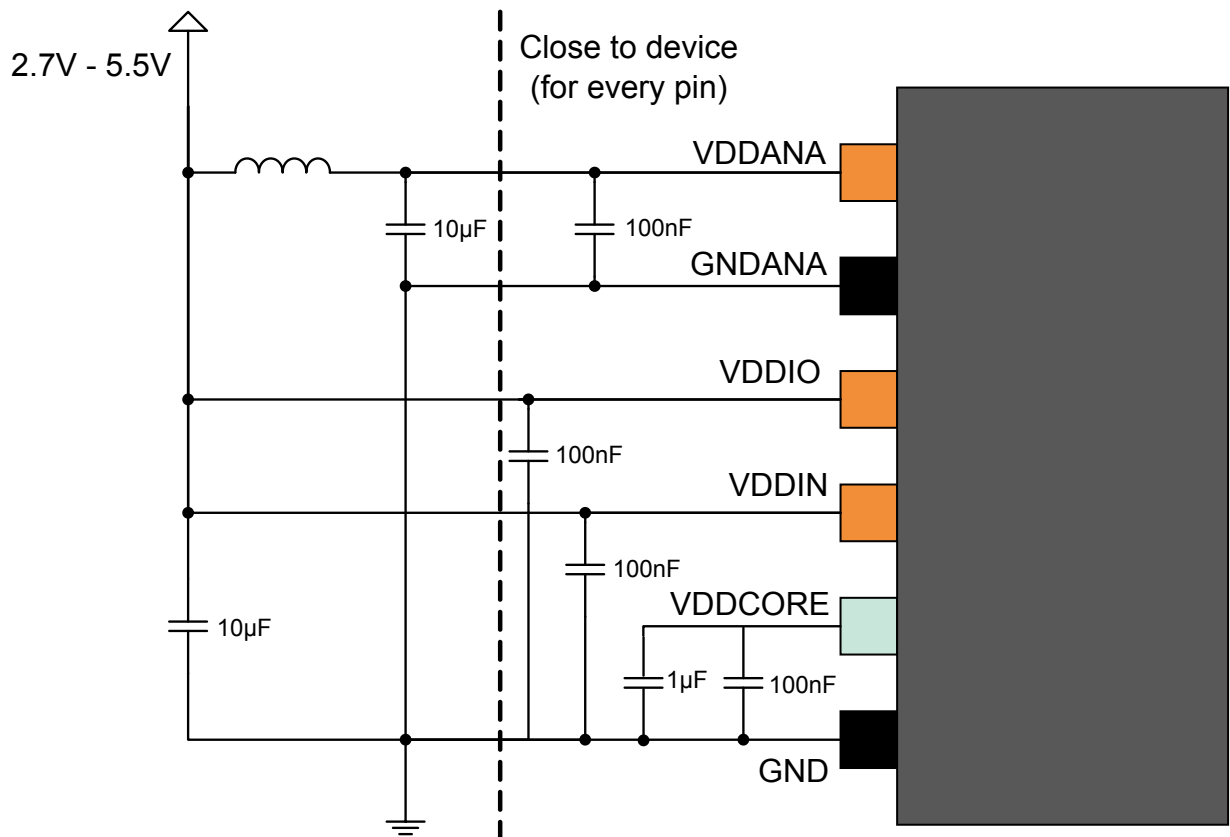 2.7V - 5.5V
Close to device
(for every pin)
VDDANA
10µF
100nF
GNDANA
VDDIO
100nF
VDDIN
100nF
VDDCORE
10µF
1µF
100nF
GND